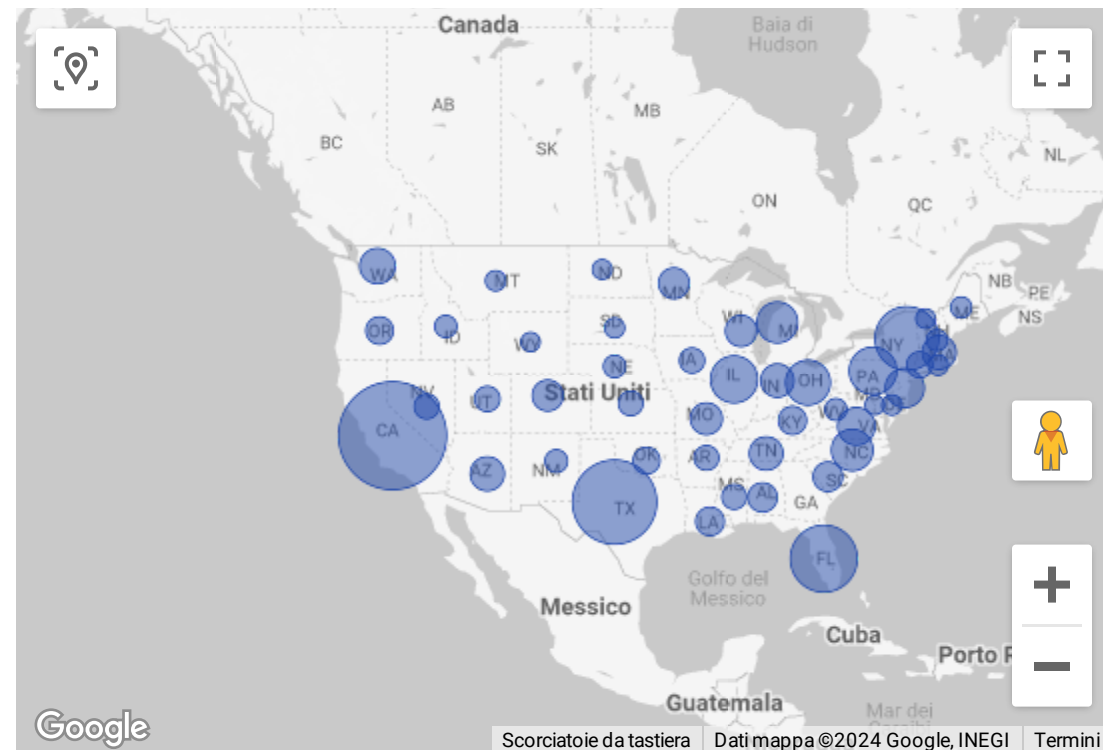 Canada
Baia di
Hudson
AB
MB
BC
SK
NL
ON
QC
WA
MT
ND
MN
NB
PE
ME
NS
OR
ID
SD
WI
MI
NH
WY
NY
IA
NE
IL
IN
OH
PA
NV
UT
Stati Uniti
MD
CA
MO
KY
WV
VA
AZ
NM
OK
AR
TN
NC
MS
AL
GA
SC
TX
LA
FL
Golfo del
Messico
Messico
Cuba
Porto R
Guatemala
Mar dei
Google
Scorciatoie da tastiera
Dati mappa ©2024 Google, INEGI
Termini